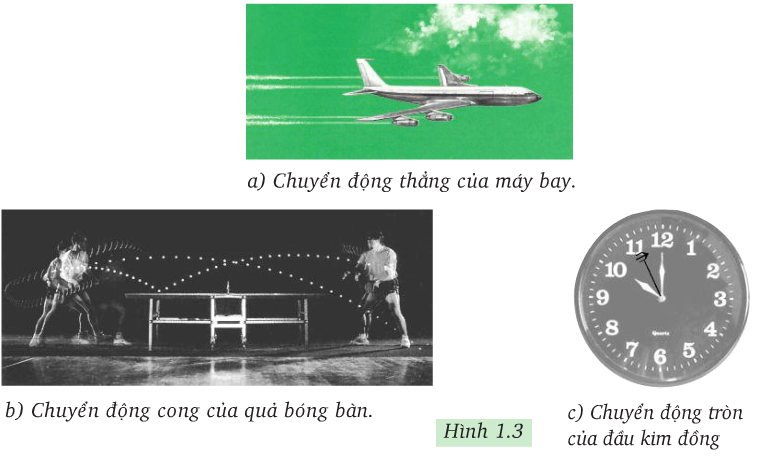 a) Chuyển động thẳng của máy bay.
b) Chuyển động cong của quả bóng bàn.
Hình 1.3
12
1
2
3
4
5
6
7
8
9
10
11
Quartz
c) Chuyển động tròn
của đầu kim đồng